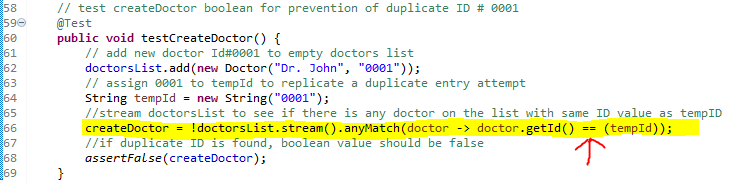 58 // test createDoctor boolean for prevention of duplicate ID # 0001
59 @Test
60 public void testCreateDoctor() {
61 // add new doctor Id#0001 to empty doctors list
62 doctorsList.add(new Doctor("Dr. John", "0001"));
63 // assign 0001 to tempId to replicate a duplicate entry attempt
64 String tempId = new String("0001");
65 //stream doctorsList to see if there is any doctor on the list with same ID value as tempID
66 createDoctor = !doctorsList.stream().anyMatch(doctor -> doctor.getId() == (tempId));
67 //if duplicate ID is found, boolean value should be false
68 assertFalse(createDoctor);
69 }